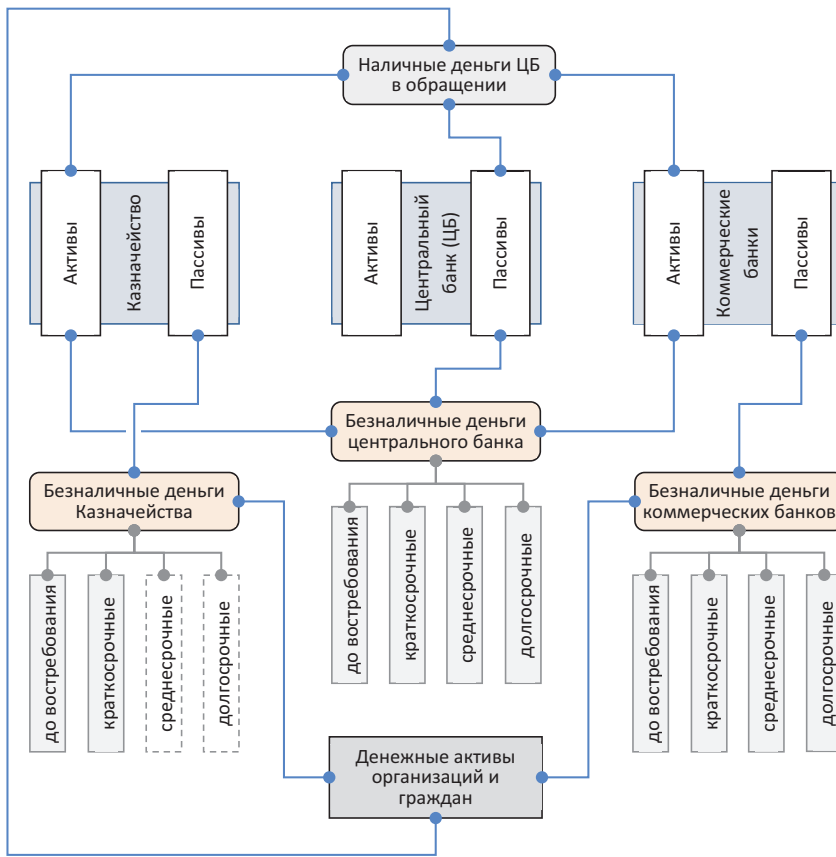 Наличные деньги ЦБ
в обращении
Активы
Казначейство
Пассивы
Активы
Центральный
банк (ЦБ)
Пассивы
Активы
Коммерческие
банки
Пассивы
Безналичные деньги
центрального банка
Безналичные деньги
Казначейства
Безналичные деньги
коммерческих банков
до востребования
краткосрочные
среднесрочные
долгосрочные
до востребования
краткосрочные
среднесрочные
долгосрочные
до востребования
краткосрочные
среднесрочные
долгосрочные
Денежные активы
организаций и
граждан